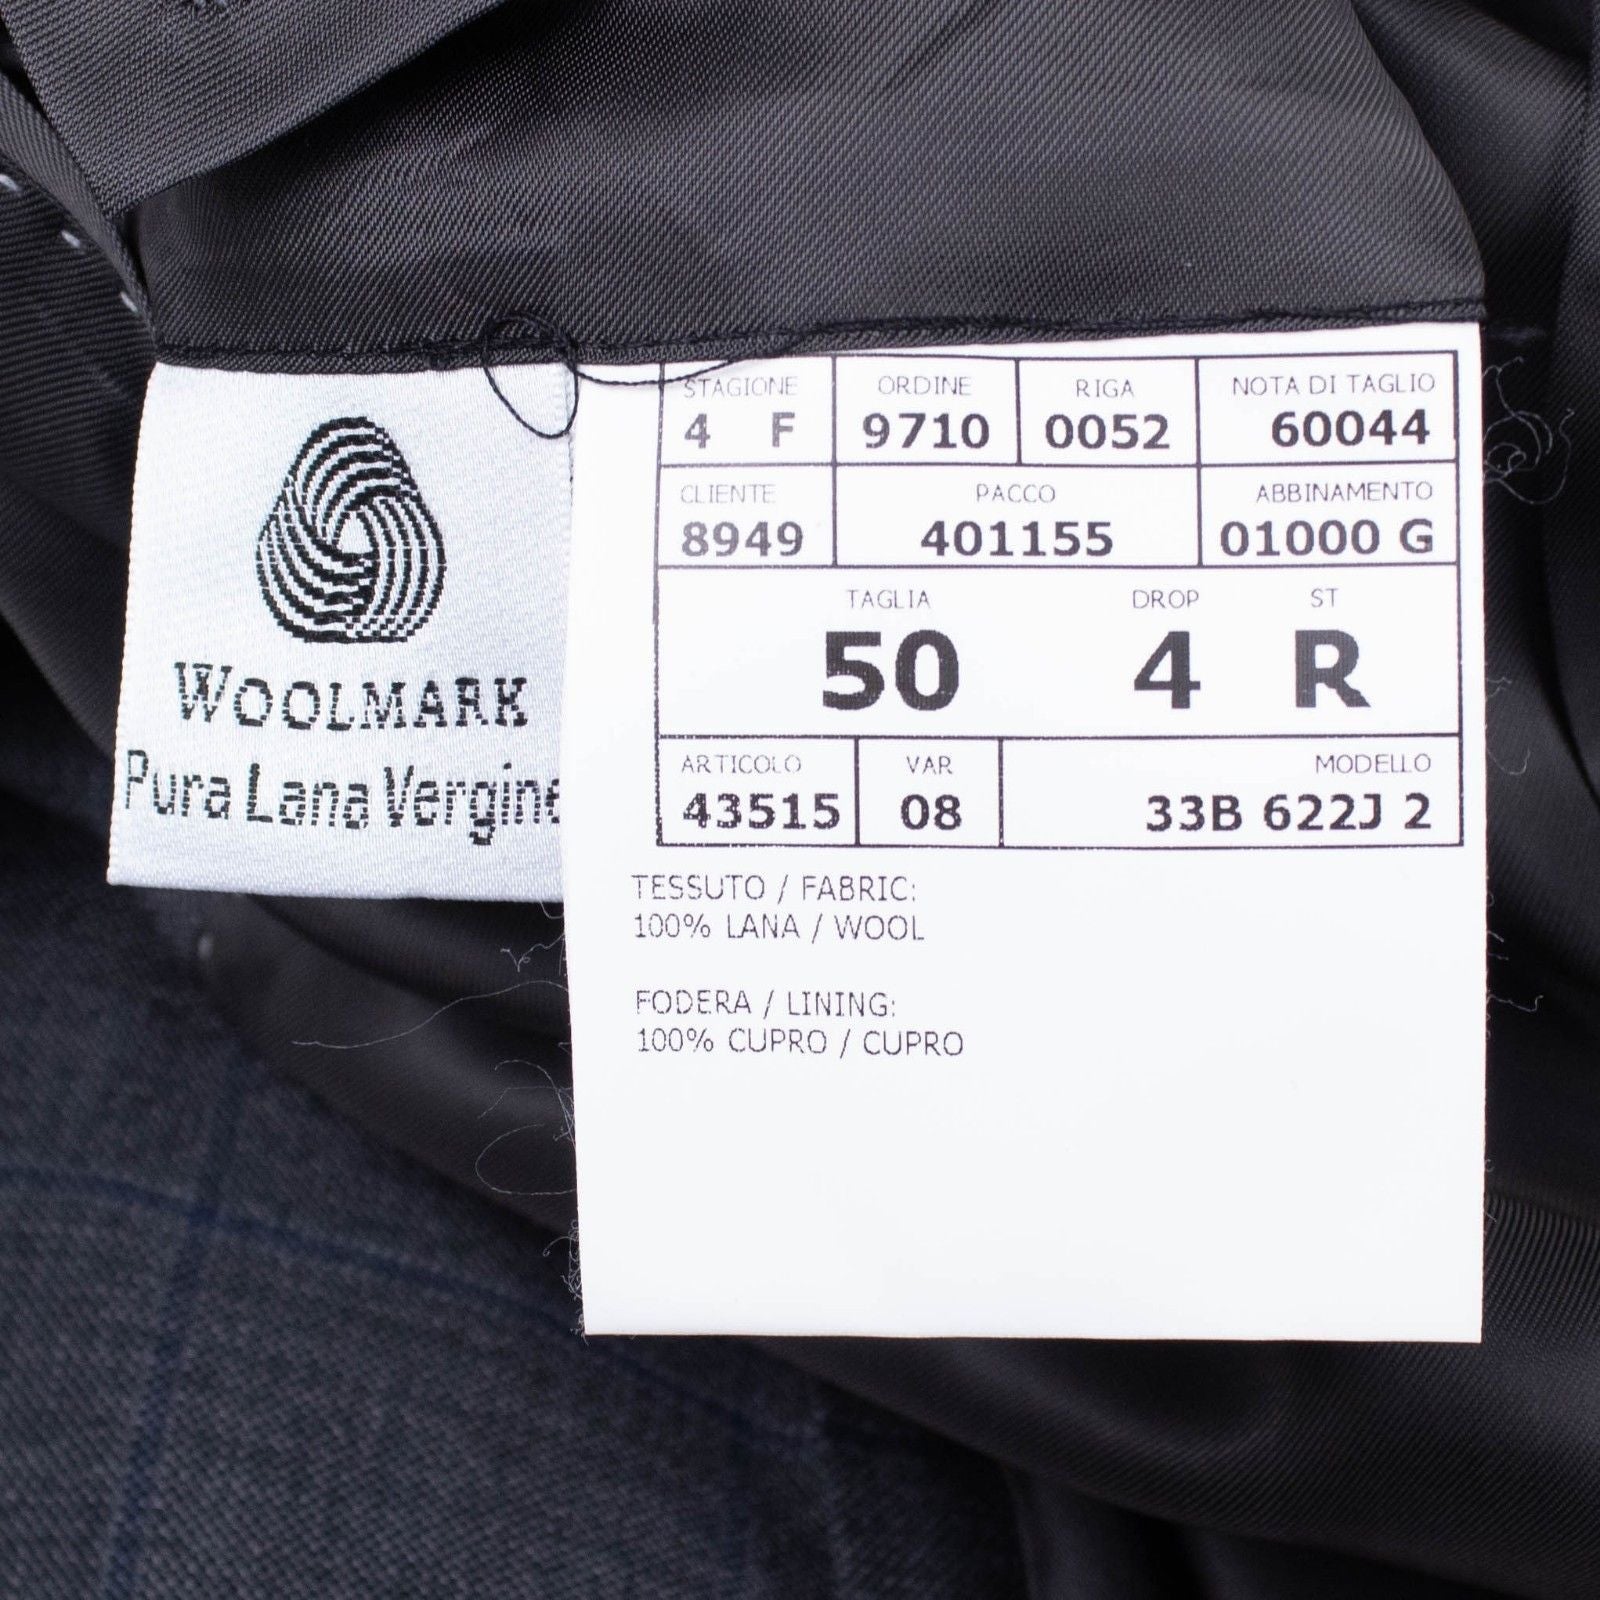 WOOLMARK
Pura Lana Vergine
STAGIONE ORDINE RIGA NOTA DI TAGLIO
4 F 9710 0052 60044
CLIENTE PACCO ABBINAMENTO
8949 401155 01000 G
TAGLIA DROP ST
50 4 R
ARTICOLO VAR MODELLO
43515 08 33B 622J 2
TESSUTO / FABRIC:
100% LANA / WOOL
FODERA / LINING:
100% CUPRO / CUPRO